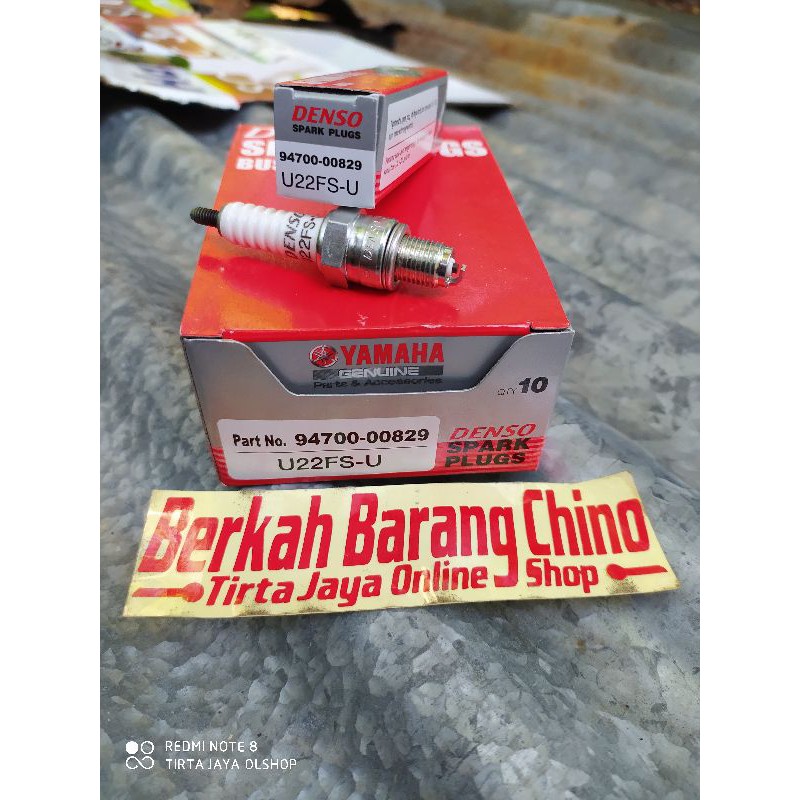 DENSO
SPARK PLUGS
94700-00829
U22FS-U
DENSO
U22FS-
YAMAHA
GENUINE
Parts & Accessories
QTY 10
Part No. 94700-00829
U22FS-U
DENSO
SPARK
PLUGS
Berkah Barang Chino
Tirta Jaya Online Shop
REDMI NOTE 8
TIRTA JAYA OLSHOP